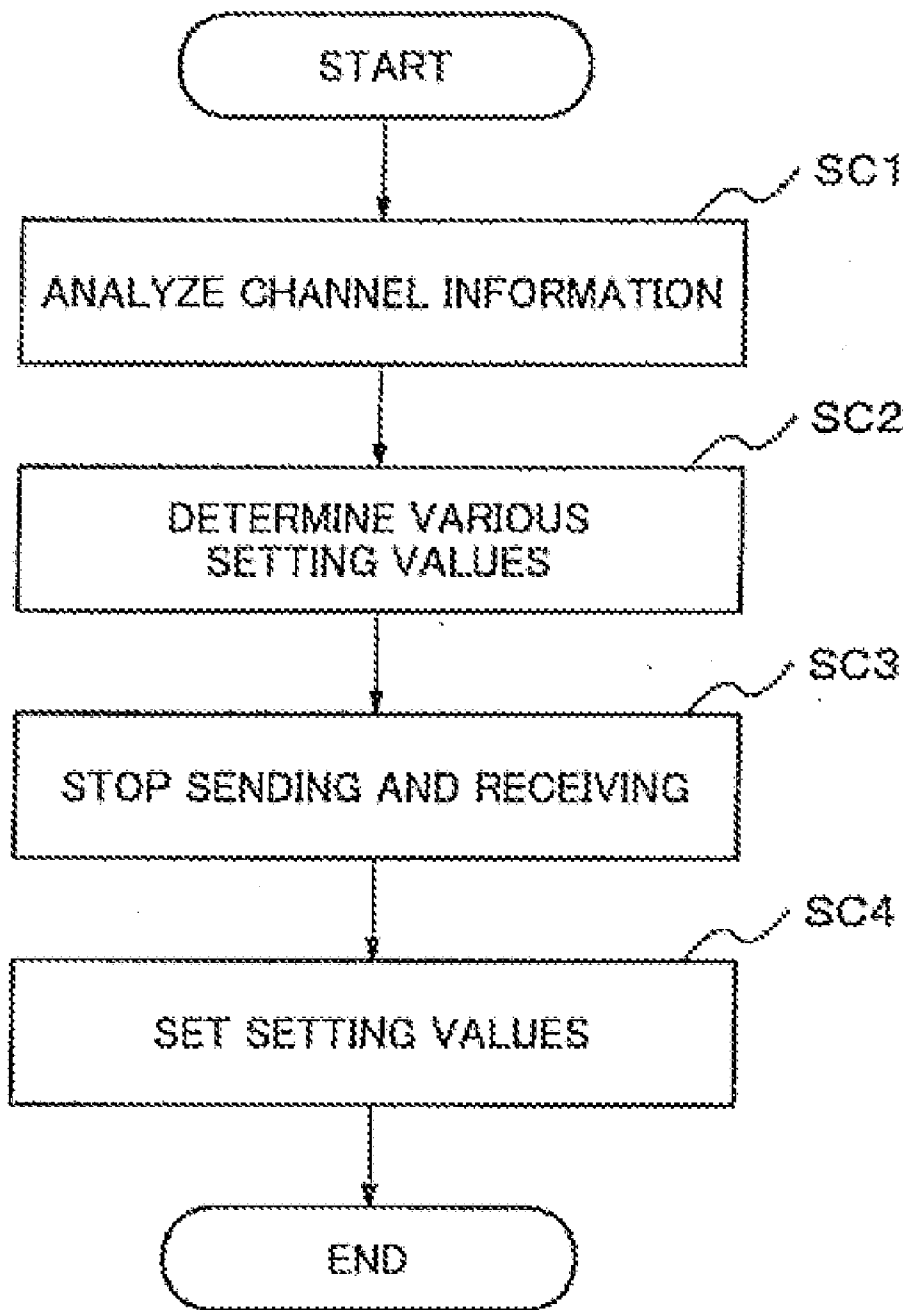 START
SC1
ANALYZE CHANNEL INFORMATION
SC2
DETERMINE VARIOUS
SETTING VALUES
SC3
STOP SENDING AND RECEIVING
SC4
SET SETTING VALUES
END